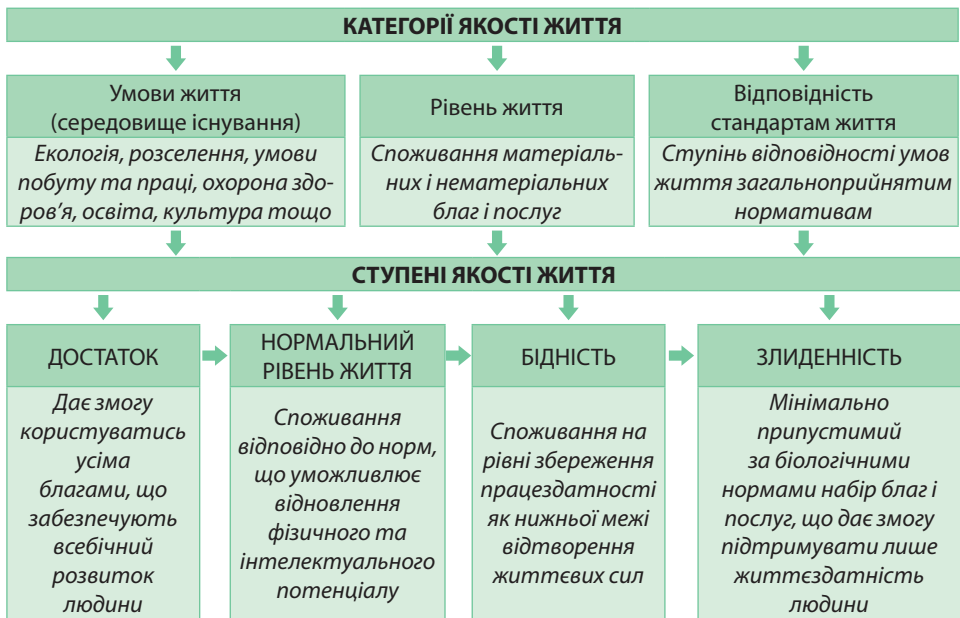 КАТЕГОРІЇ ЯКОСТІ ЖИТТЯ
Умови життя
(середовище існування)
Екологія, розселення, умови
побуту та праці, охорона здо-
ров’я, освіта, культура тощо
Рівень життя
Споживання матеріаль-
них і нематеріальних
благ і послуг
Відповідність
стандартам життя
Ступінь відповідності умов
життя загальноприйнятим
нормативам
СТУПЕНІ ЯКОСТІ ЖИТТЯ
ДОСТАТОК
Дає змогу
користуватись
усіма
благами, що
забезпечують
всебічний
розвиток
людини
НОРМАЛЬНИЙ
РІВЕНЬ ЖИТТЯ
Споживання
відповідно до норм,
що уможливлює
відновлення
фізичного та
інтелектуального
потенціалу
БІДНІСТЬ
Споживання на
рівні збереження
працездатності
як нижньої межі
відтворення
життєвих сил
ЗЛИДЕННІСТЬ
Мінімально
припустимий
за біологічними
нормами набір благ і
послуг, що дає змогу
підтримувати лише
життєздатність
людини